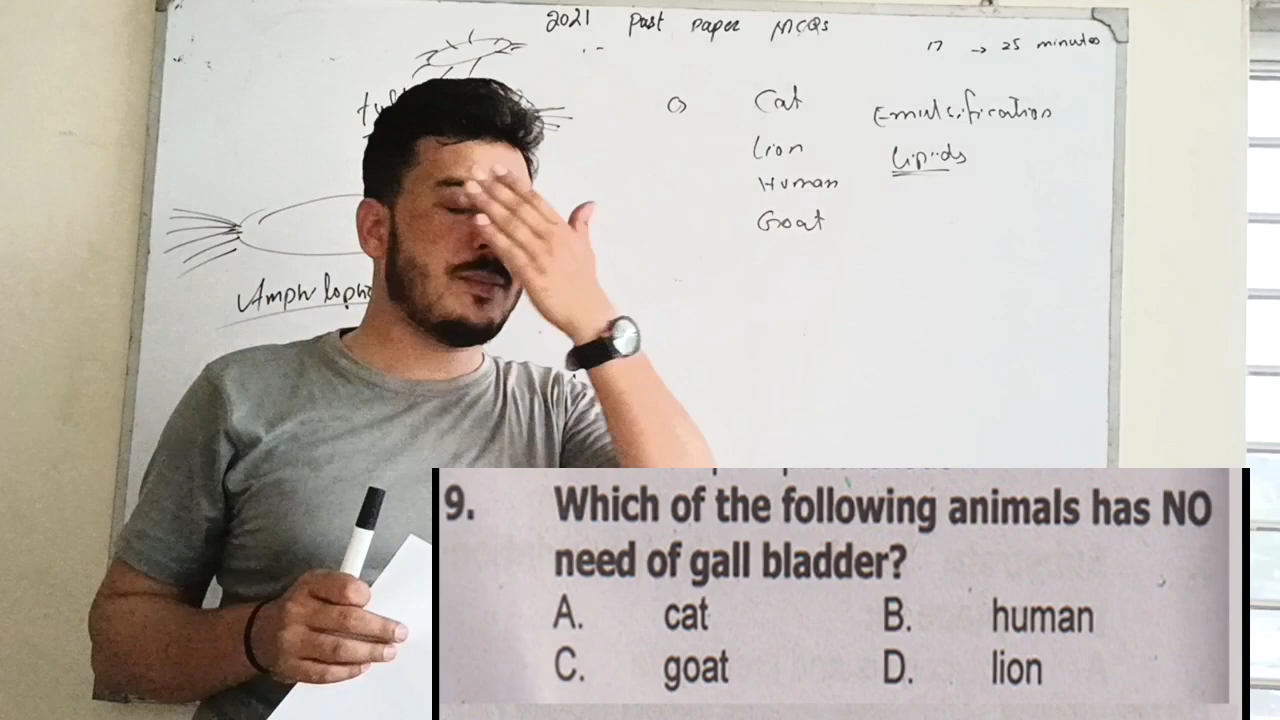 2021 Past Paper MCQs
17 → 25 minutes
Cat
Emulsification
Lion
Lipids
Human
Goat
9. Which of the following animals has NO
need of gall bladder?
A. cat B. human
C. goat D. lion